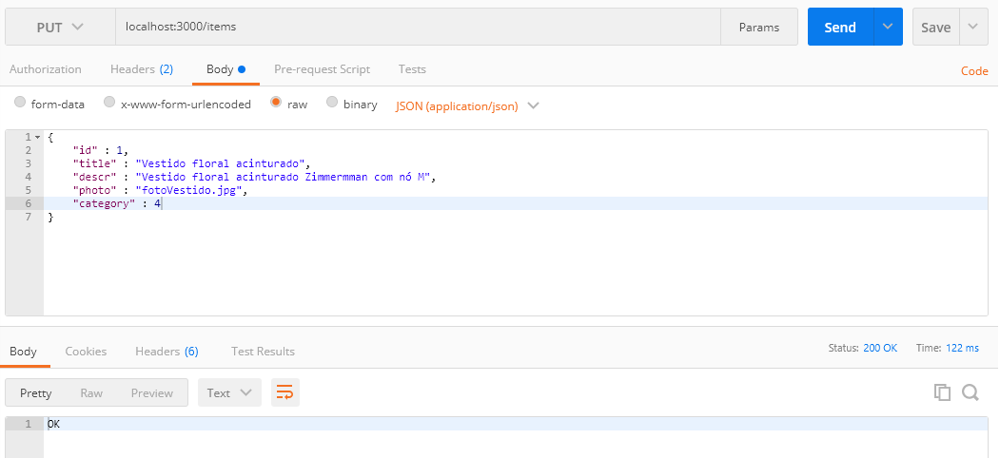 PUT localhost:3000/items Params Send Save
Authorization Headers (2) Body Pre-request Script Tests Code
form-data x-www-form-urlencoded raw binary JSON (application/json)
1 {
2 "id" : 1,
3 "title" : "Vestido floral acinturado",
4 "descr" : "Vestido floral acinturado Zimmermman com nó M",
5 "photo" : "fotoVestido.jpg",
6 "category" : 4
7 }
Body Cookies Headers (6) Test Results Status: 200 OK Time: 122 ms
Pretty Raw Preview Text
1 OK